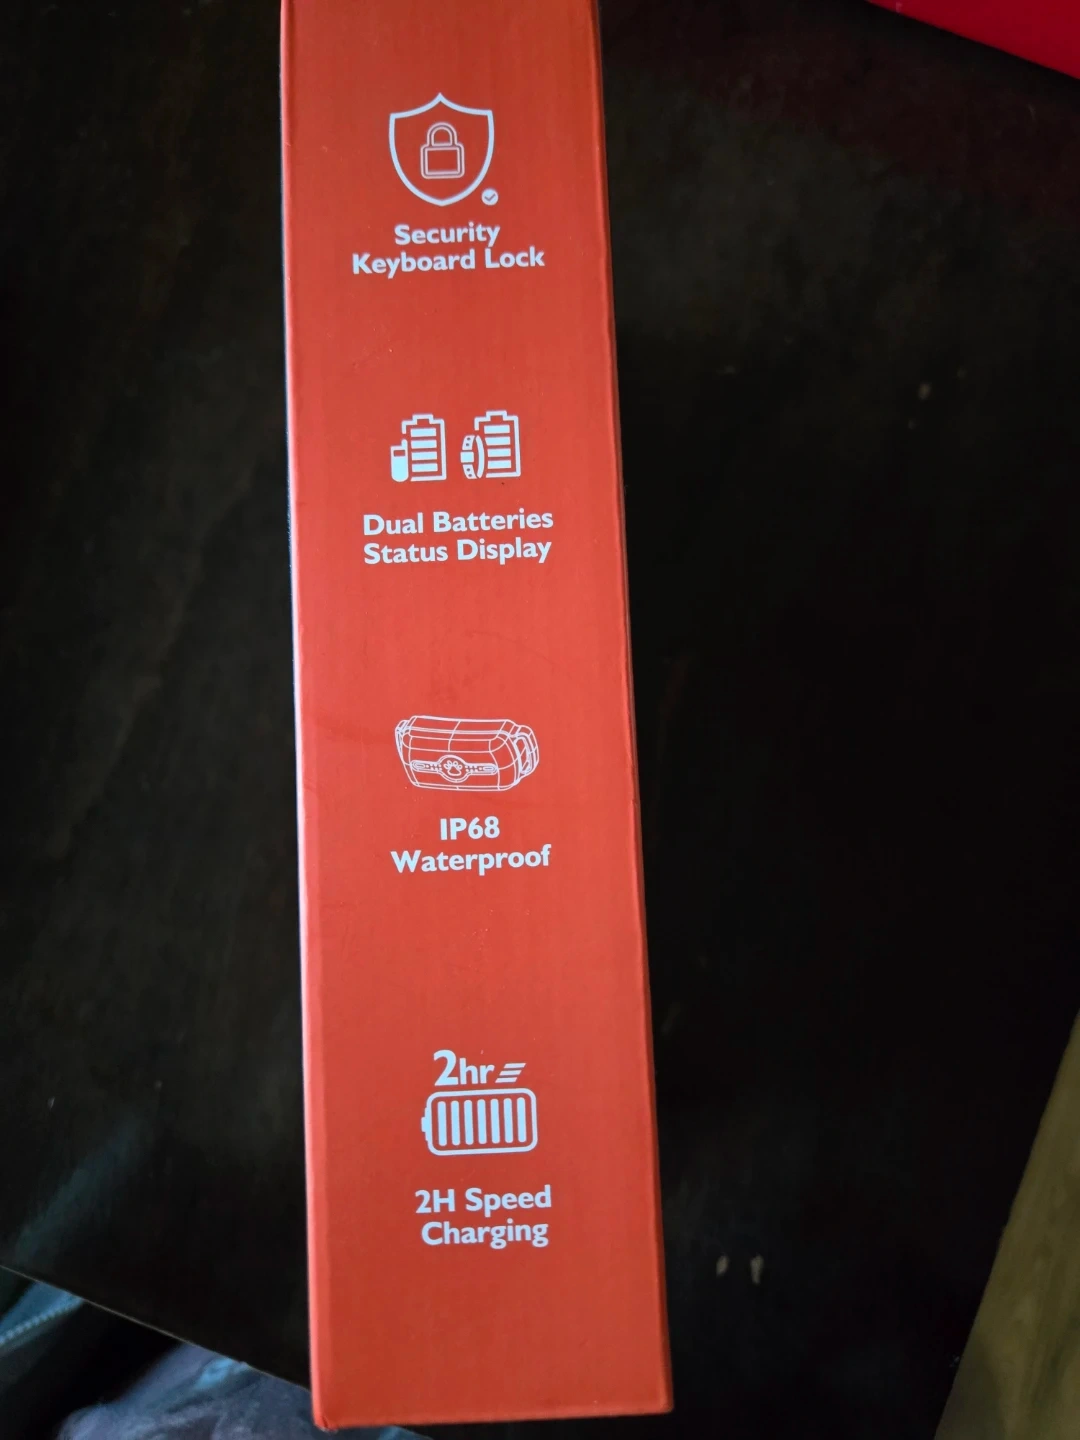 Security
Keyboard Lock
Dual Batteries
Status Display
IP68
Waterproof
2hr
2H Speed
Charging